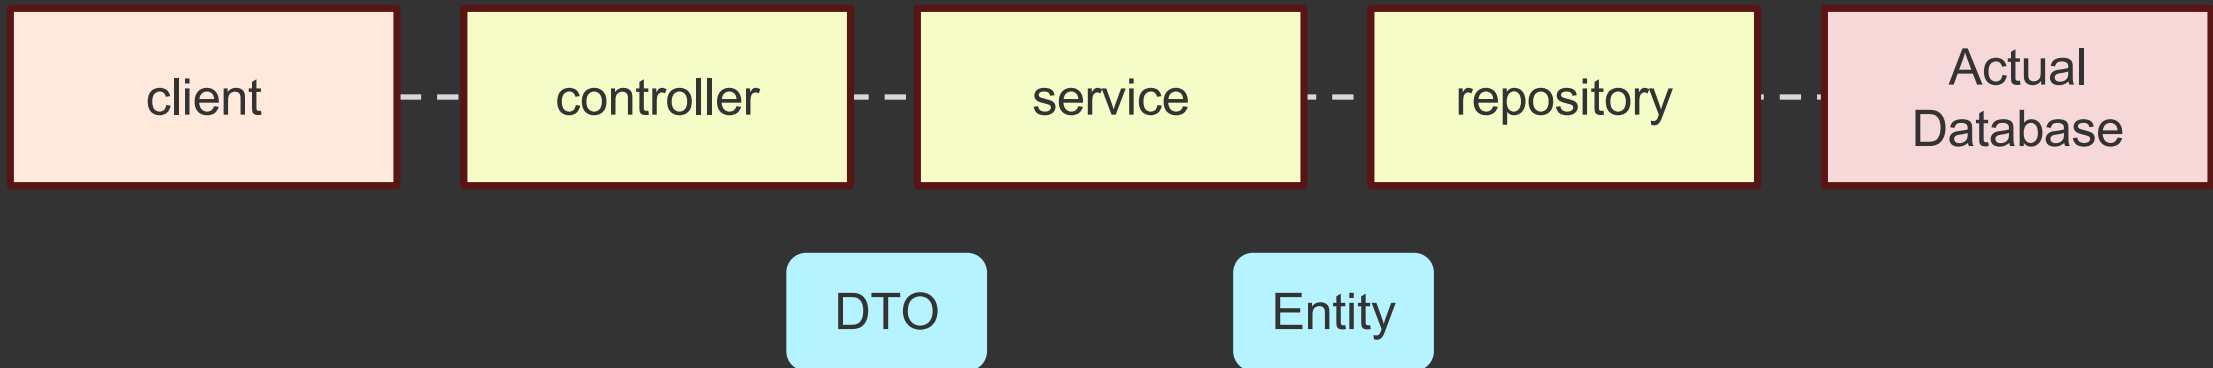 client
controller
service
repository
Actual
Database
DTO
Entity